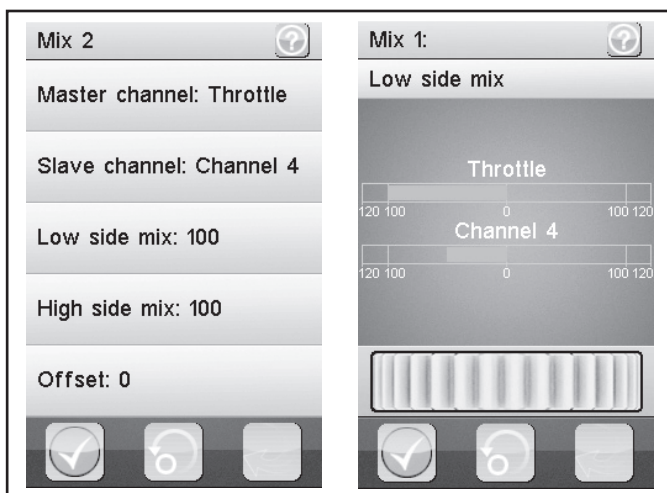 Mix 2
?
Master channel: Throttle
Slave channel: Channel 4
Low side mix: 100
High side mix: 100
Offset: 0
Mix 1:
?
Low side mix
Throttle
120 100 0 100 120
Channel 4
120 100 0 100 120